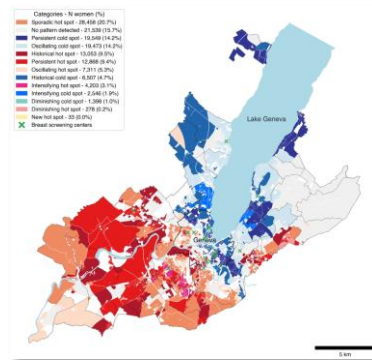 Categories - N women (%)
Sporadic hot spot - 28,458 (20.7%)
No pattern detected - 21,539 (15.7%)
Persistent cold spot - 19,549 (14.2%)
Oscillating cold spot - 19,473 (14.2%)
Historical hot spot - 13,053 (9.5%)
Persistent hot spot - 12,868 (9.4%)
Oscillating hot spot - 7,311 (5.3%)
Historical cold spot - 6,507 (4.7%)
Intensifying hot spot - 4,203 (3.1%)
Intensifying cold spot - 2,546 (1.9%)
Diminishing cold spot - 1,398 (1.0%)
Diminishing hot spot - 278 (0.2%)
New hot spot - 33 (0.0%)
Breast screening centers
Lake Geneva
Geneva
5 km